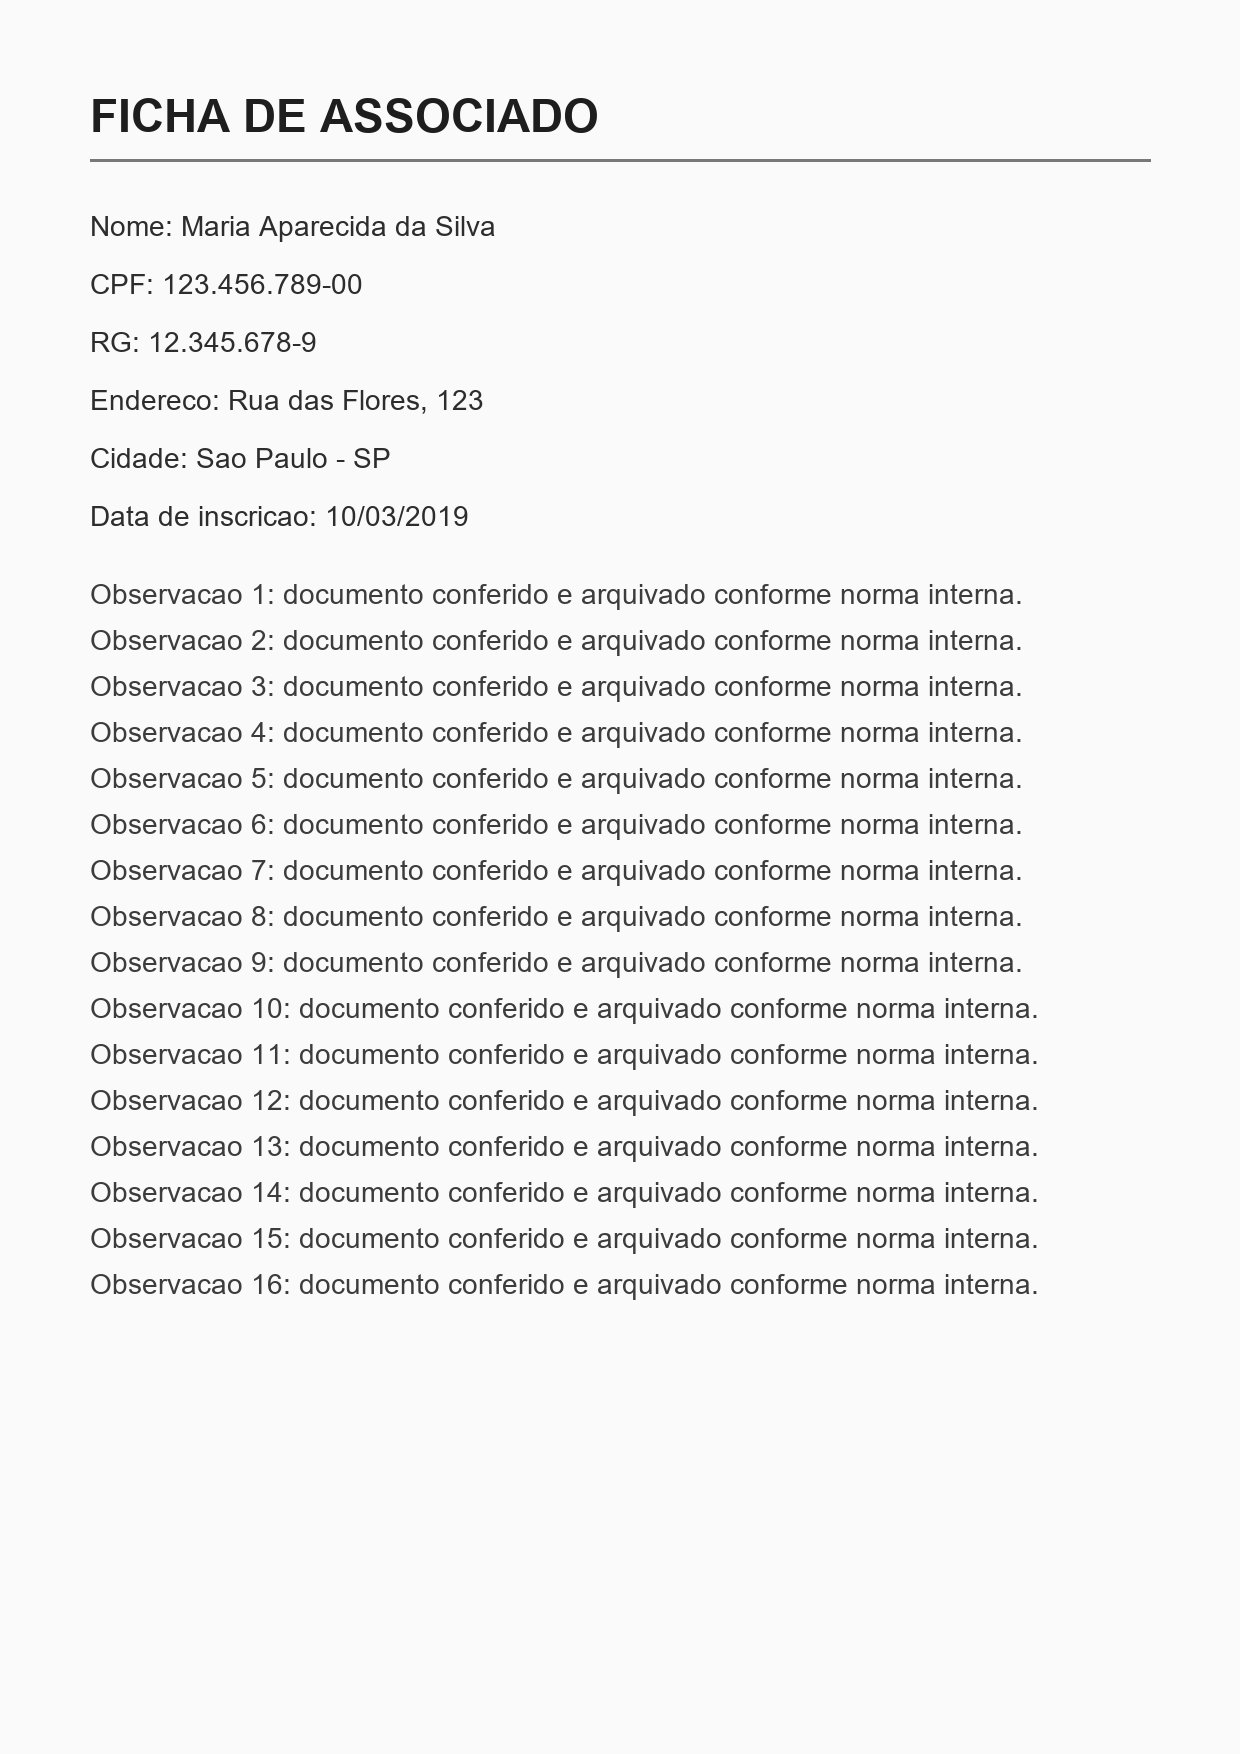 FICHA DE ASSOCIADO
Nome: Maria Aparecida da Silva
CPF: 123.456.789-00
RG: 12.345.678-9
Endereco: Rua das Flores, 123
Cidade: Sao Paulo - SP
Data de inscricao: 10/03/2019
Observacao 1: documento conferido e arquivado conforme norma interna.
Observacao 2: documento conferido e arquivado conforme norma interna.
Observacao 3: documento conferido e arquivado conforme norma interna.
Observacao 4: documento conferido e arquivado conforme norma interna.
Observacao 5: documento conferido e arquivado conforme norma interna.
Observacao 6: documento conferido e arquivado conforme norma interna.
Observacao 7: documento conferido e arquivado conforme norma interna.
Observacao 8: documento conferido e arquivado conforme norma interna.
Observacao 9: documento conferido e arquivado conforme norma interna.
Observacao 10: documento conferido e arquivado conforme norma interna.
Observacao 11: documento conferido e arquivado conforme norma interna.
Observacao 12: documento conferido e arquivado conforme norma interna.
Observacao 13: documento conferido e arquivado conforme norma interna.
Observacao 14: documento conferido e arquivado conforme norma interna.
Observacao 15: documento conferido e arquivado conforme norma interna.
Observacao 16: documento conferido e arquivado conforme norma interna.